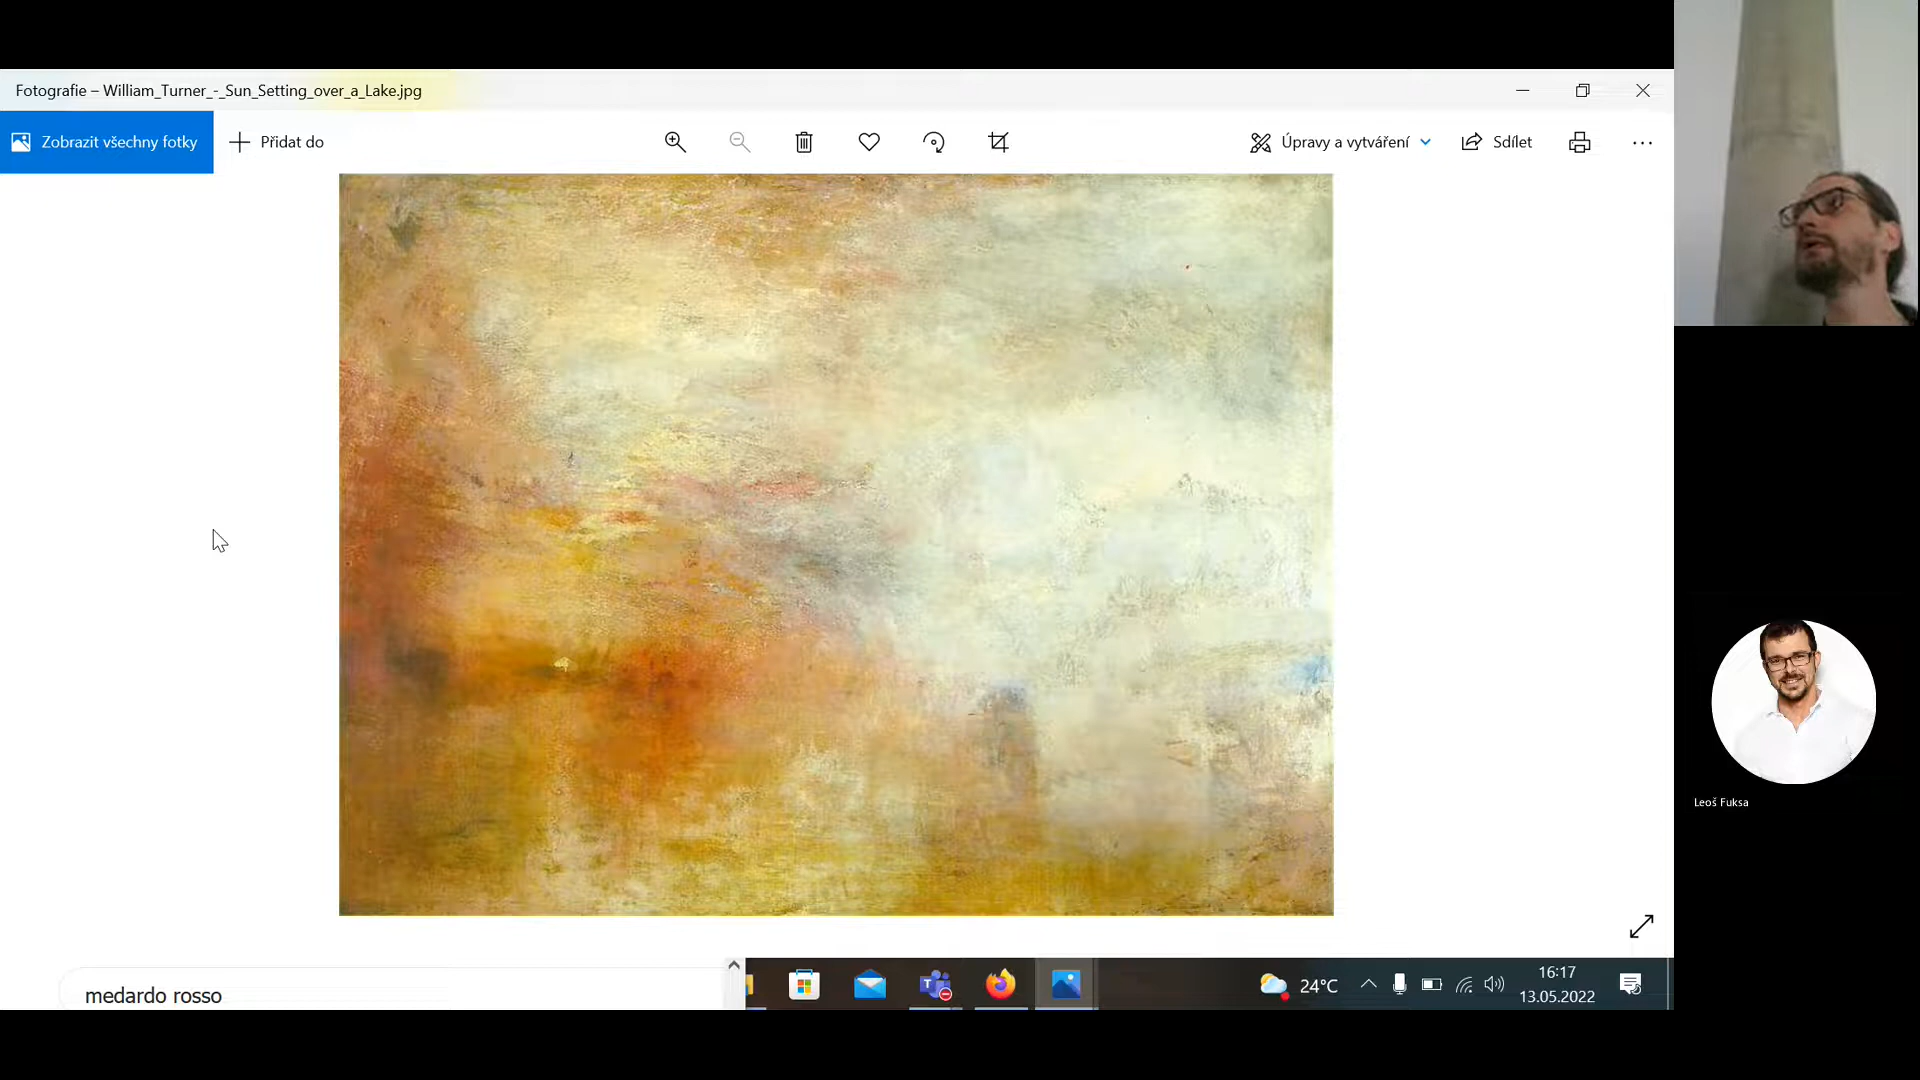 Fotografie – William_Turner_-_Sun_Setting_over_a_Lake.jpg
Zobrazit všechny fotky
Přidat do
Úpravy a vytváření
Sdílet
Leoš Fuksa
medardo rosso
24°C
16:17
13.05.2022